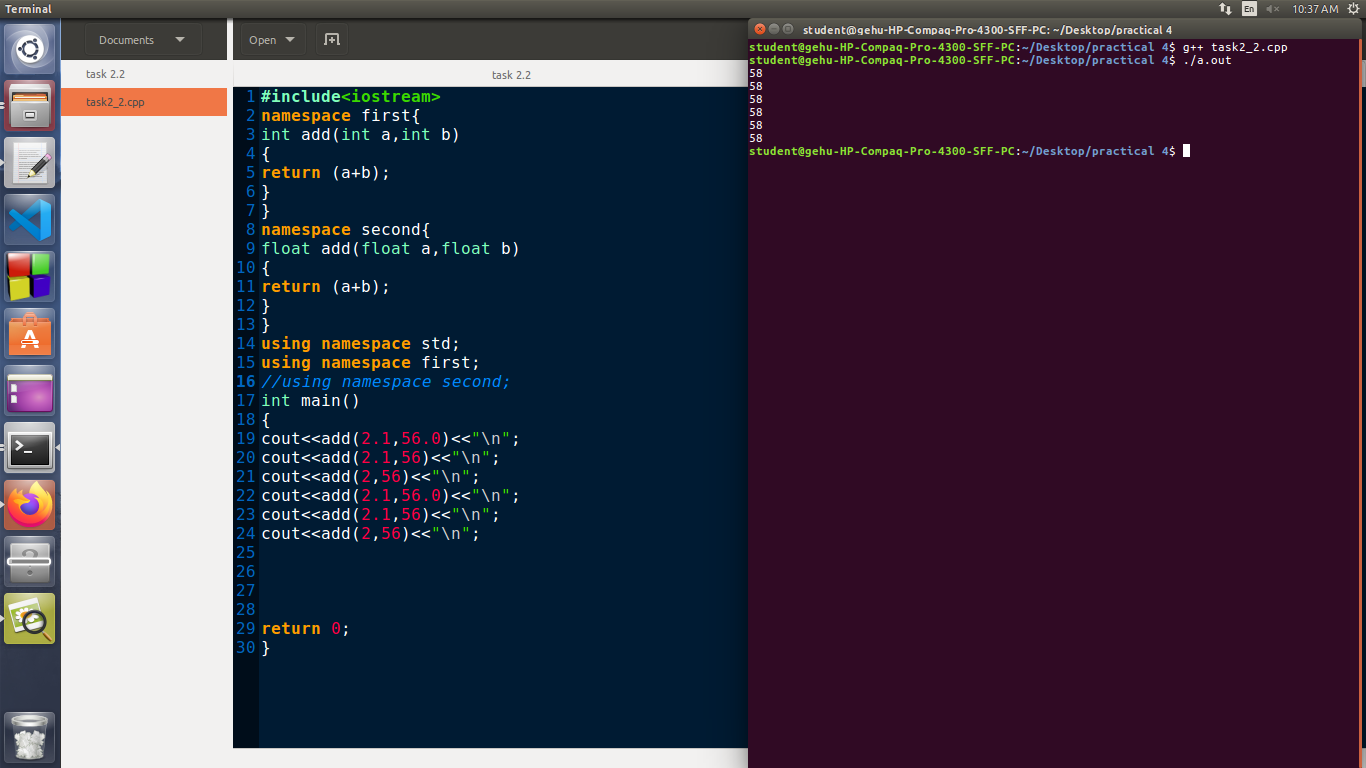 Terminal
En
10:37 AM
Documents
Open
student@gehu-HP-Compaq-Pro-4300-SFF-PC: ~/Desktop/practical 4
task 2.2
task2_2.cpp
task 2.2
1 #include<iostream>
2 namespace first{
3 int add(int a,int b)
4 {
5 return (a+b);
6 }
7 }
8 namespace second{
9 float add(float a,float b)
10 {
11 return (a+b);
12 }
13 }
14 using namespace std;
15 using namespace first;
16 //using namespace second;
17 int main()
18 {
19 cout<<add(2.1,56.0)<<"\n";
20 cout<<add(2.1,56)<<"\n";
21 cout<<add(2,56)<<"\n";
22 cout<<add(2.1,56.0)<<"\n";
23 cout<<add(2.1,56)<<"\n";
24 cout<<add(2,56)<<"\n";
25
26
27
28
29 return 0;
30 }
student@gehu-HP-Compaq-Pro-4300-SFF-PC:~/Desktop/practical 4$ g++ task2_2.cpp
student@gehu-HP-Compaq-Pro-4300-SFF-PC:~/Desktop/practical 4$ ./a.out
58
58
58
58
58
58
student@gehu-HP-Compaq-Pro-4300-SFF-PC:~/Desktop/practical 4$